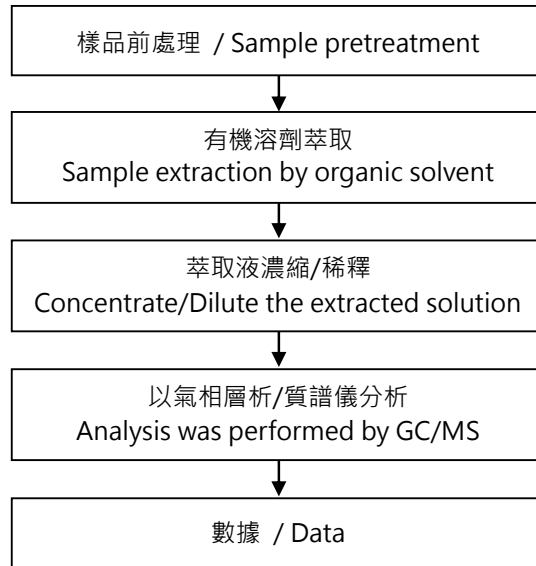 樣品前處理 / Sample pretreatment
有機溶劑萃取
Sample extraction by organic solvent
萃取液濃縮/稀釋
Concentrate/Dilute the extracted solution
以氣相層析/質譜儀分析
Analysis was performed by GC/MS
數據 / Data